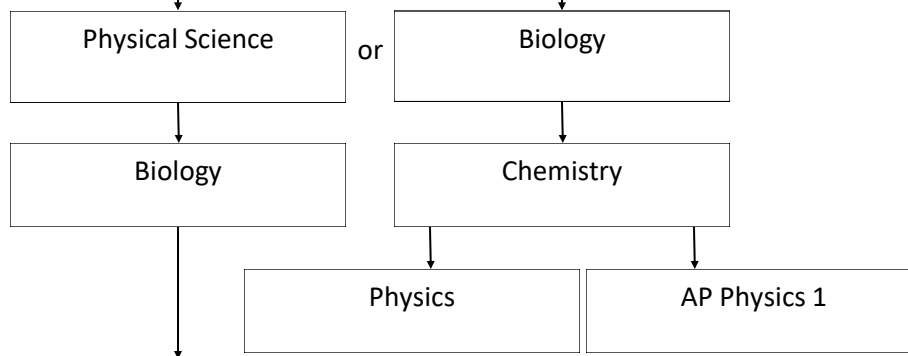 Physical Science
or
Biology
Biology
Chemistry
Physics
AP Physics 1